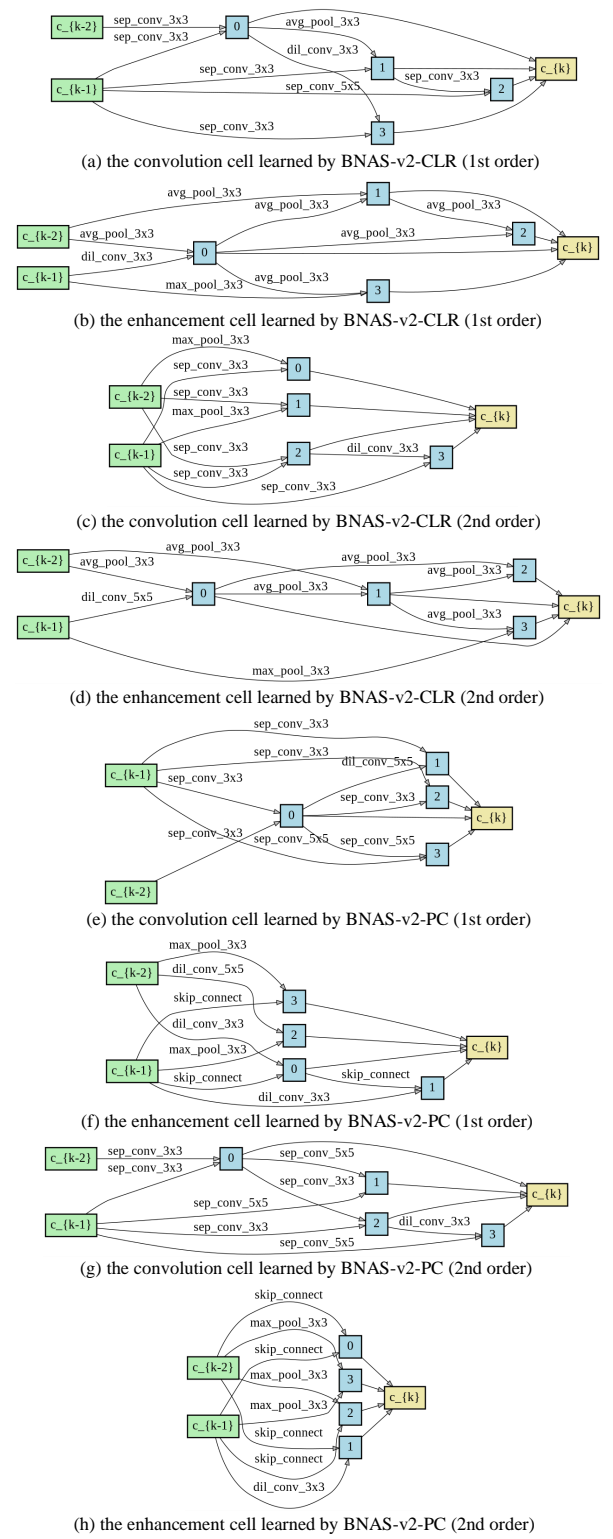 c_{k-2}
sep_conv_3x3
sep_conv_3x3
0
avg_pool_3x3
dil_conv_3x3
c_{k-1}
sep_conv_3x3
1
sep_conv_3x3
c_{k}
sep_conv_5x5
2
sep_conv_3x3
3
(a) the convolution cell learned by BNAS-v2-CLR (1st order)
avg_pool_3x3
1
avg_pool_3x3
avg_pool_3x3
c_{k-2}
avg_pool_3x3
avg_pool_3x3
2
c_{k}
dil_conv_3x3
0
c_{k-1}
avg_pool_3x3
max_pool_3x3
3
(b) the enhancement cell learned by BNAS-v2-CLR (1st order)
max_pool_3x3
sep_conv_3x3
0
c_{k-2}
sep_conv_3x3
1
max_pool_3x3
c_{k}
c_{k-1}
sep_conv_3x3
2
dil_conv_3x3
3
sep_conv_3x3
sep_conv_3x3
(c) the convolution cell learned by BNAS-v2-CLR (2nd order)
c_{k-2}
avg_pool_3x3
avg_pool_3x3
avg_pool_3x3
2
avg_pool_3x3
dil_conv_5x5
0
avg_pool_3x3
1
c_{k}
c_{k-1}
avg_pool_3x3
3
max_pool_3x3
(d) the enhancement cell learned by BNAS-v2-CLR (2nd order)
sep_conv_3x3
sep_conv_3x3
dil_conv_5x5
1
c_{k-1}
sep_conv_3x3
sep_conv_3x3
2
0
c_{k}
sep_conv_3x3
sep_conv_5x5
sep_conv_5x5
3
c_{k-2}
(e) the convolution cell learned by BNAS-v2-PC (1st order)
max_pool_3x3
c_{k-2}
dil_conv_5x5
skip_connect
3
dil_conv_3x3
2
c_{k}
max_pool_3x3
c_{k-1}
0
skip_connect
skip_connect
1
dil_conv_3x3
(f) the enhancement cell learned by BNAS-v2-PC (1st order)
c_{k-2}
sep_conv_3x3
sep_conv_3x3
0
sep_conv_5x5
sep_conv_3x3
1
c_{k}
sep_conv_5x5
c_{k-1}
sep_conv_3x3
2
dil_conv_3x3
3
sep_conv_5x5
(g) the convolution cell learned by BNAS-v2-PC (2nd order)
skip_connect
max_pool_3x3
skip_connect
0
c_{k-2}
max_pool_3x3
3
c_{k}
max_pool_3x3
2
c_{k-1}
skip_connect
1
dil_conv_3x3
(h) the enhancement cell learned by BNAS-v2-PC (2nd order)